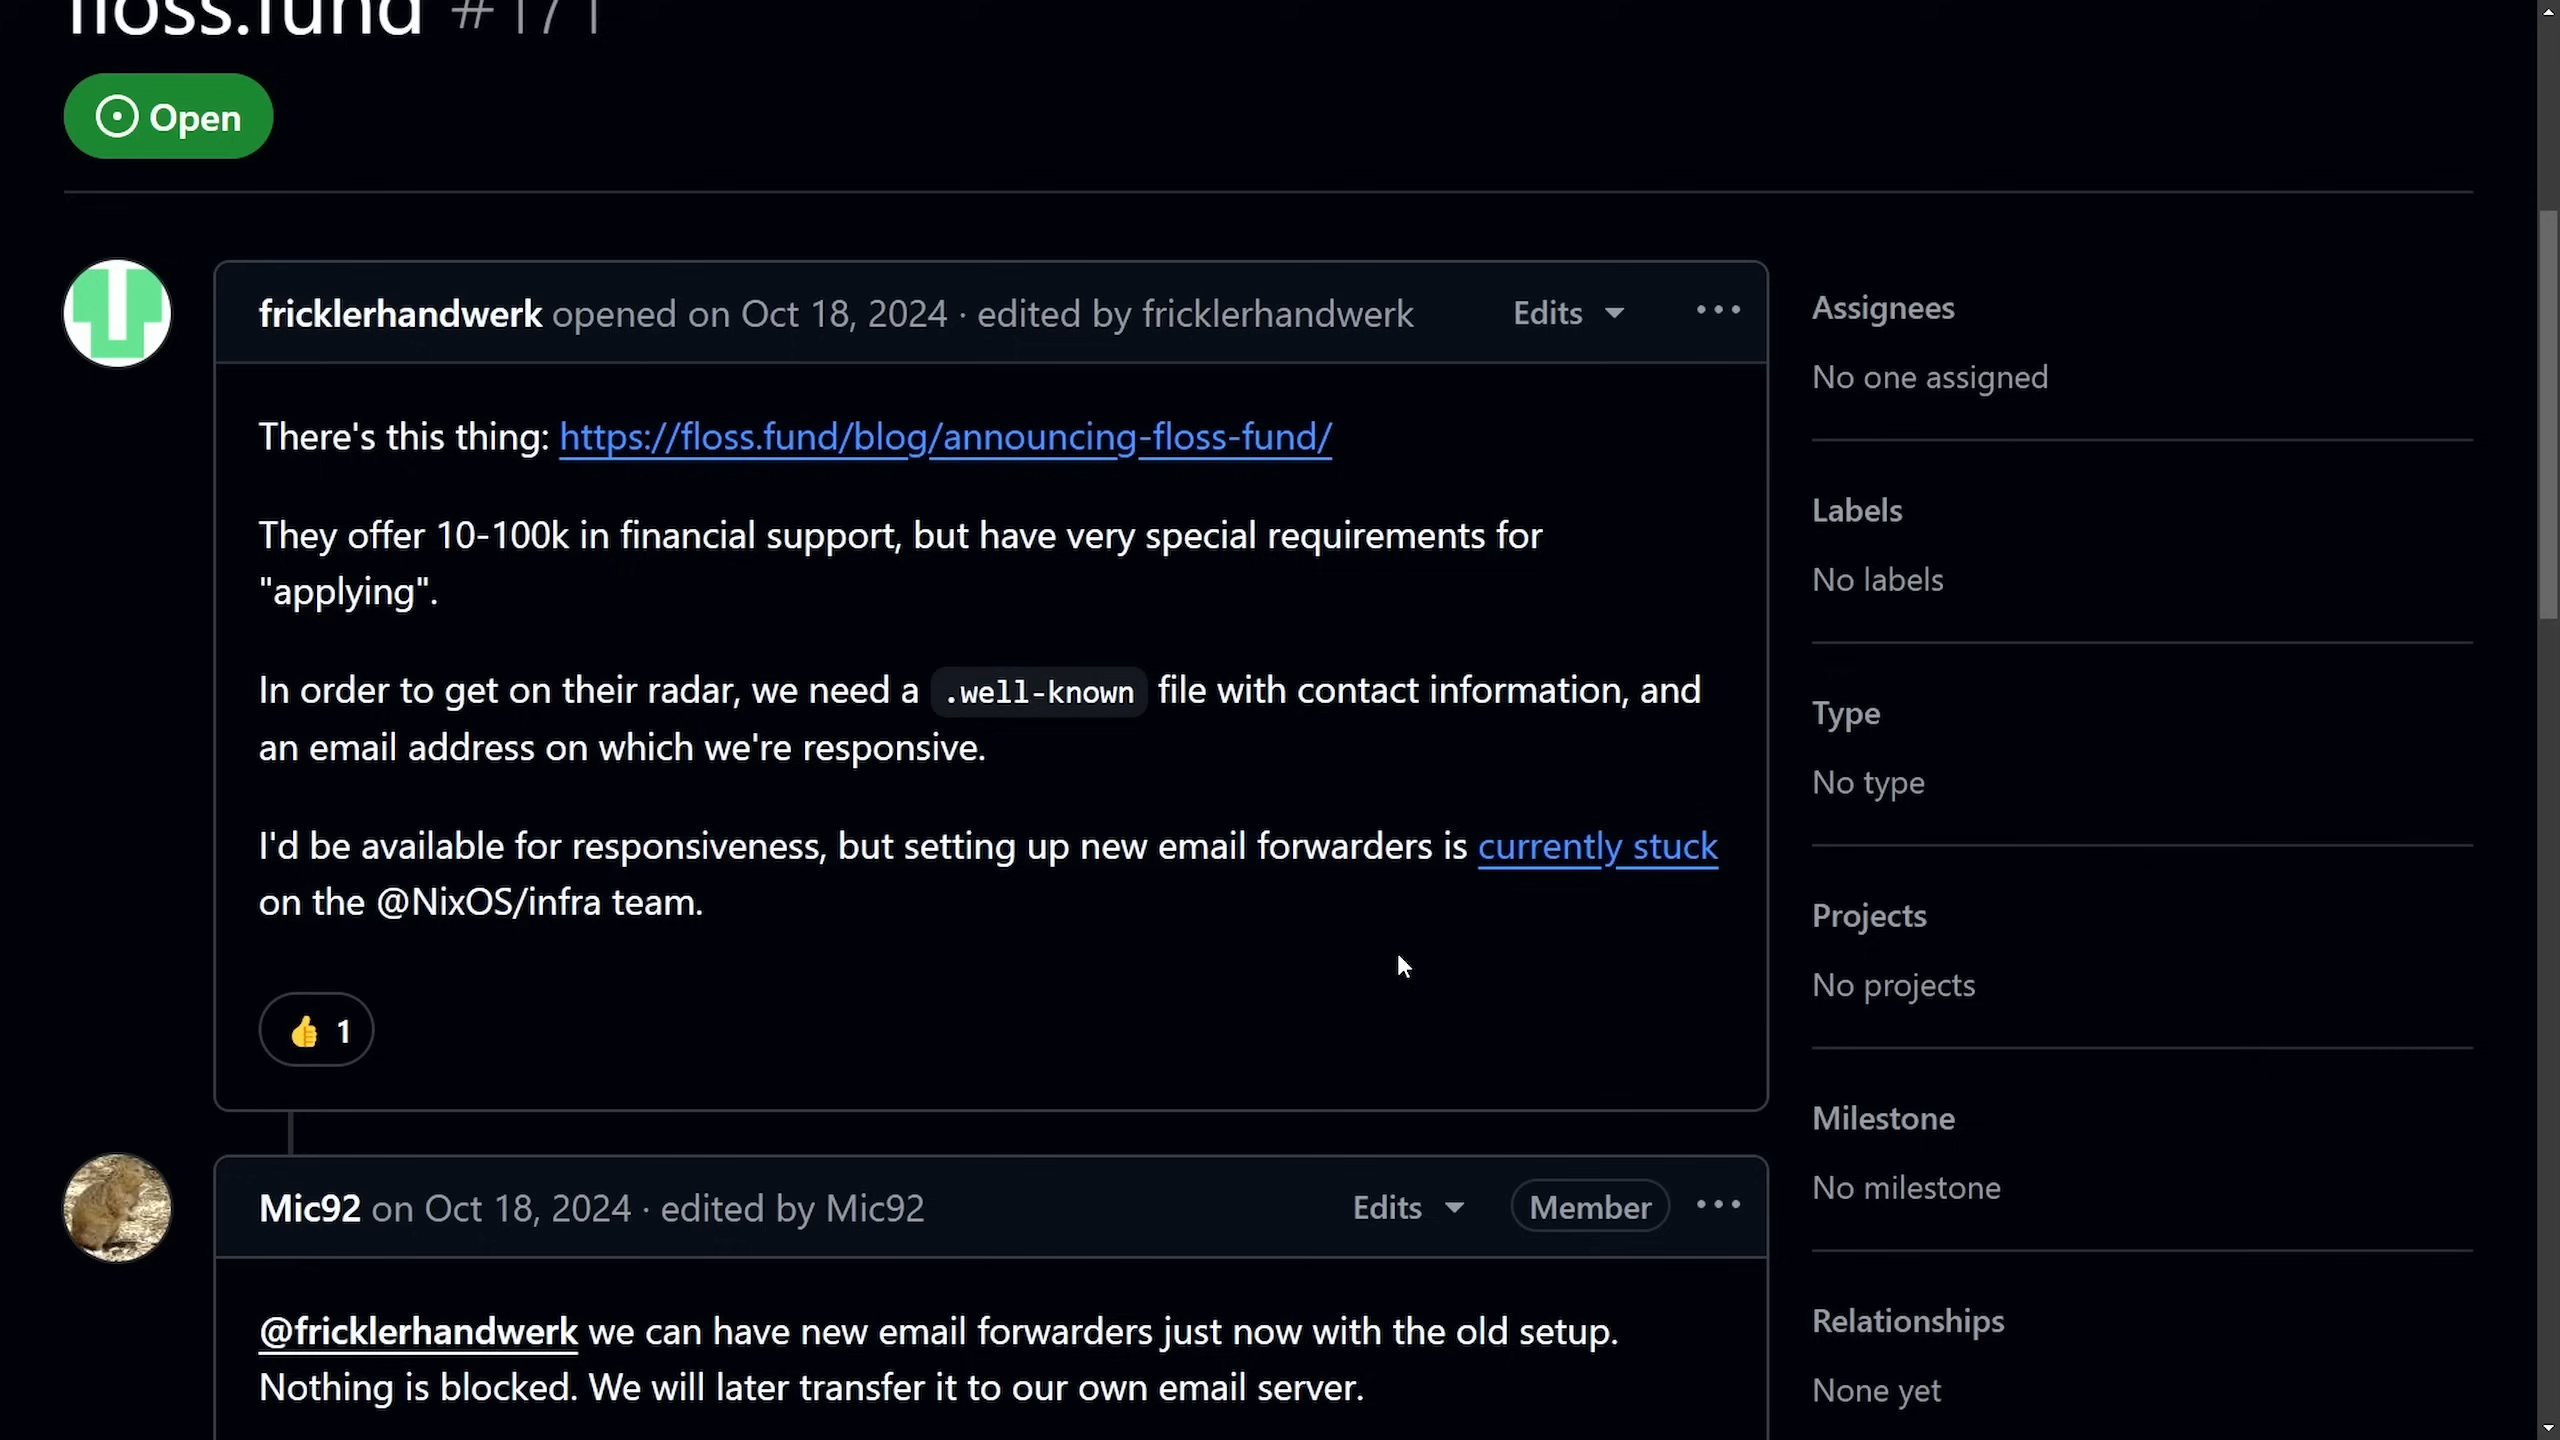 floss.fund #171
Open
fricklerhandwerk opened on Oct 18, 2024 · edited by fricklerhandwerk
Edits
There's this thing: https://floss.fund/blog/announcing-floss-fund/
They offer 10-100k in financial support, but have very special requirements for
"applying".
In order to get on their radar, we need a .well-known file with contact information, and
an email address on which we're responsive.
I'd be available for responsiveness, but setting up new email forwarders is currently stuck
on the @NixOS/infra team.
👍 1
Mic92 on Oct 18, 2024 · edited by Mic92
Edits
Member
@fricklerhandwerk we can have new email forwarders just now with the old setup.
Nothing is blocked. We will later transfer it to our own email server.
Assignees
No one assigned
Labels
No labels
Type
No type
Projects
No projects
Milestone
No milestone
Relationships
None yet